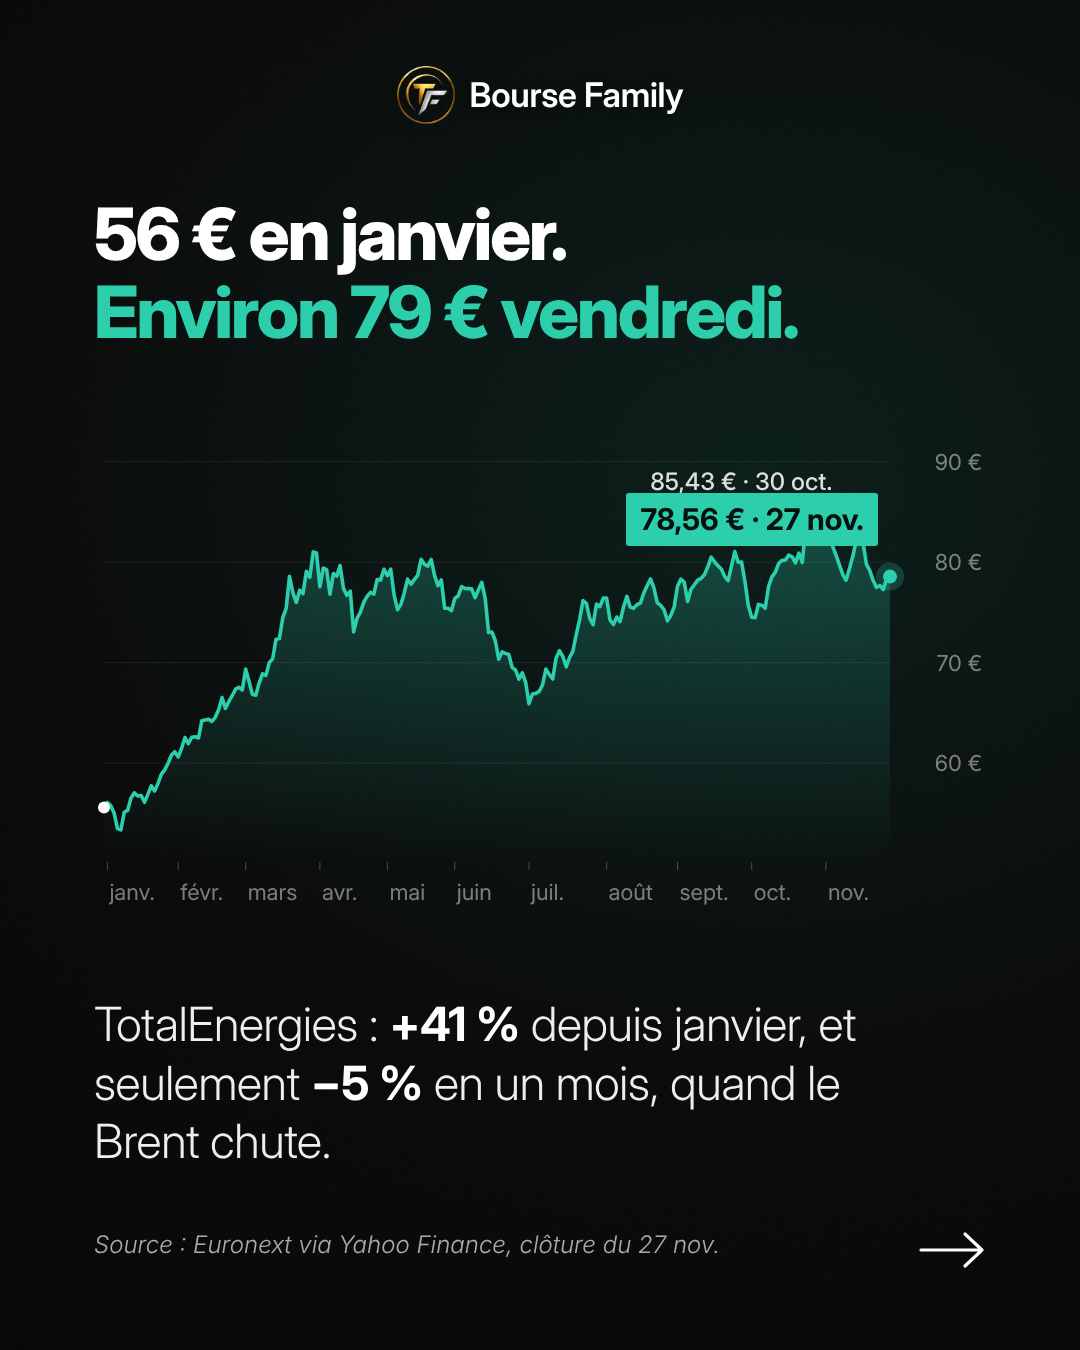 TF Bourse Family
56 € en janvier.
Environ 79 € vendredi.
90 €
85,43 € · 30 oct.
78,56 € · 27 nov.
80 €
70 €
60 €
janv. févr. mars avr. mai juin juil. août sept. oct. nov.
TotalEnergies : +41 % depuis janvier, et
seulement −5 % en un mois, quand le
Brent chute.
Source : Euronext via Yahoo Finance, clôture du 27 nov.